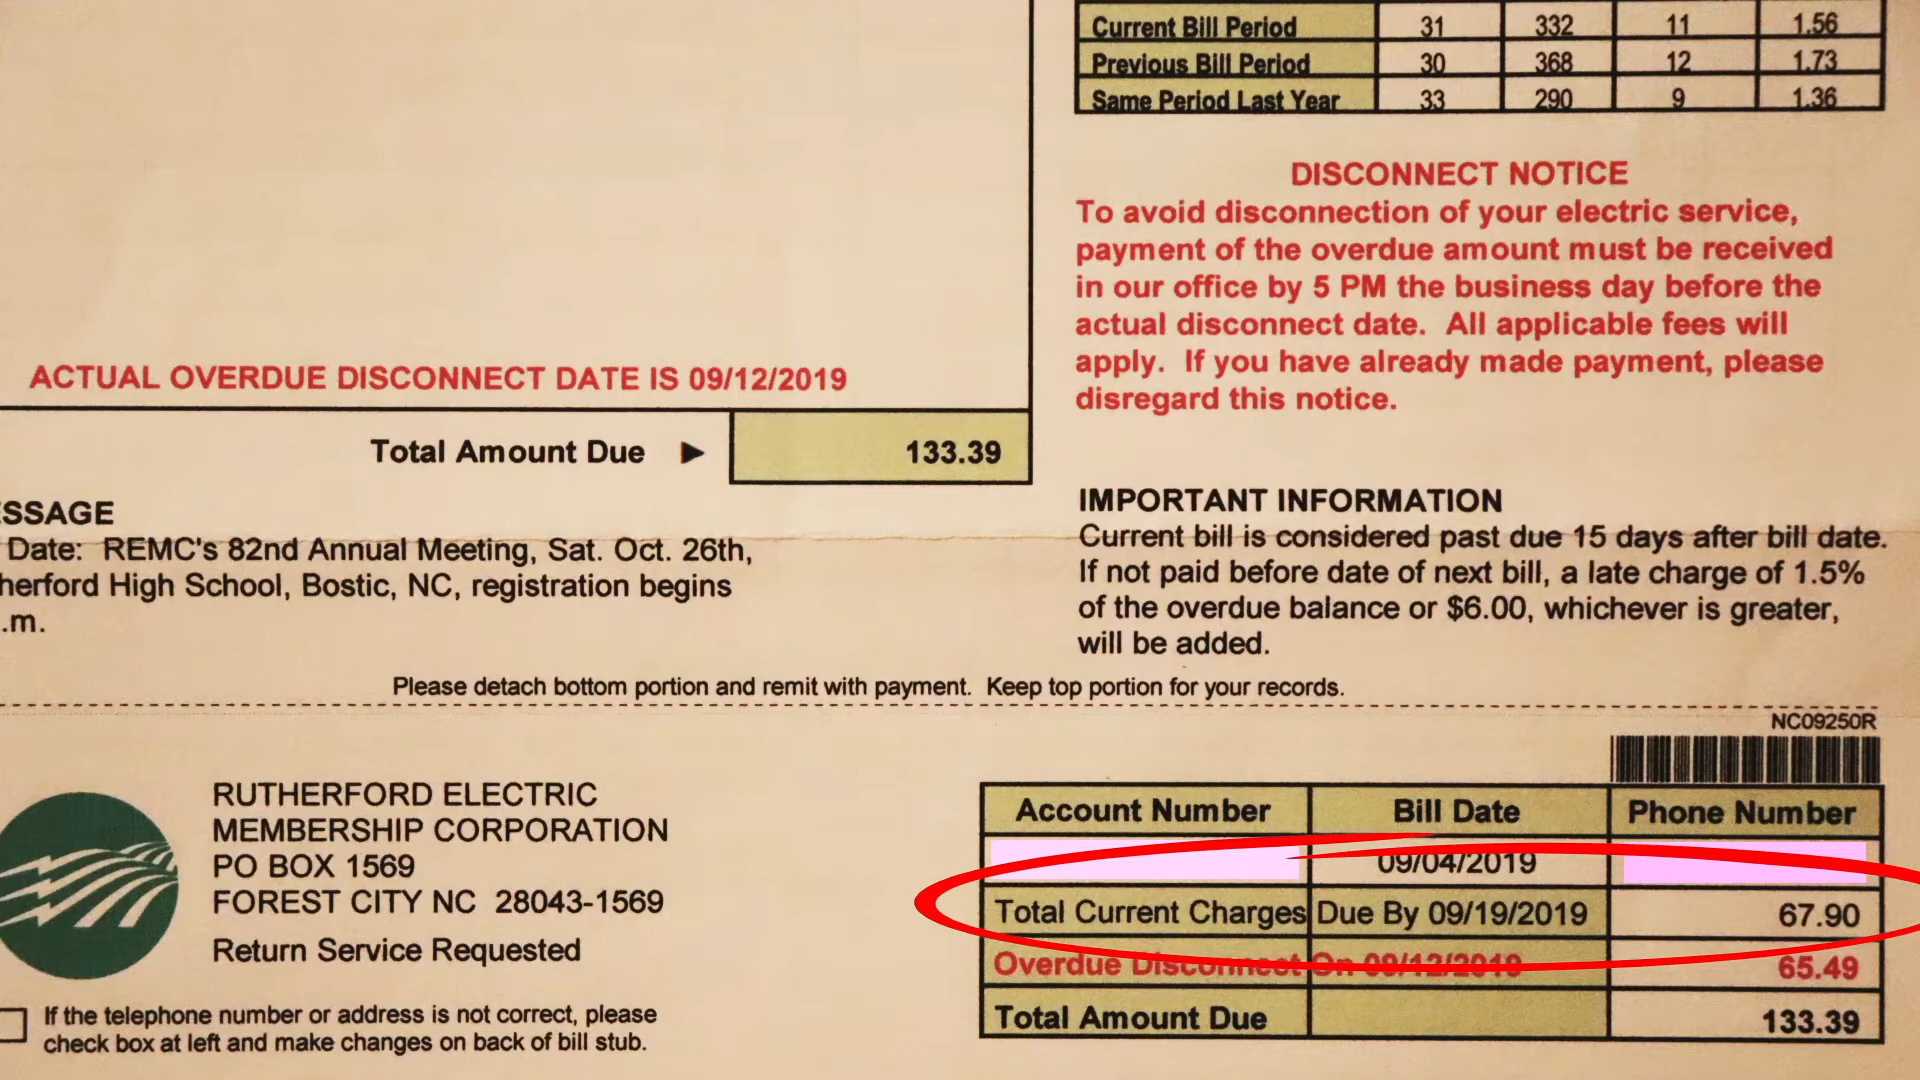 Current Bill Period 31 332 11 1.56
Previous Bill Period 30 368 12 1.73
Same Period Last Year 33 290 9 1.36
DISCONNECT NOTICE
To avoid disconnection of your electric service,
payment of the overdue amount must be received
in our office by 5 PM the business day before the
actual disconnect date. All applicable fees will
apply. If you have already made payment, please
disregard this notice.
ACTUAL OVERDUE DISCONNECT DATE IS 09/12/2019
Total Amount Due ► 133.39
ESSAGE
Date: REMC's 82nd Annual Meeting, Sat. Oct. 26th,
herford High School, Bostic, NC, registration begins
.m.
IMPORTANT INFORMATION
Current bill is considered past due 15 days after bill date.
If not paid before date of next bill, a late charge of 1.5%
of the overdue balance or $6.00, whichever is greater,
will be added.
Please detach bottom portion and remit with payment. Keep top portion for your records.
NC09250R
RUTHERFORD ELECTRIC
MEMBERSHIP CORPORATION
PO BOX 1569
FOREST CITY NC 28043-1569
Return Service Requested
If the telephone number or address is not correct, please
check box at left and make changes on back of bill stub.
Account Number Bill Date Phone Number
09/04/2019
Total Current Charges Due By 09/19/2019 67.90
Overdue Disconnect On 09/12/2019 65.49
Total Amount Due 133.39